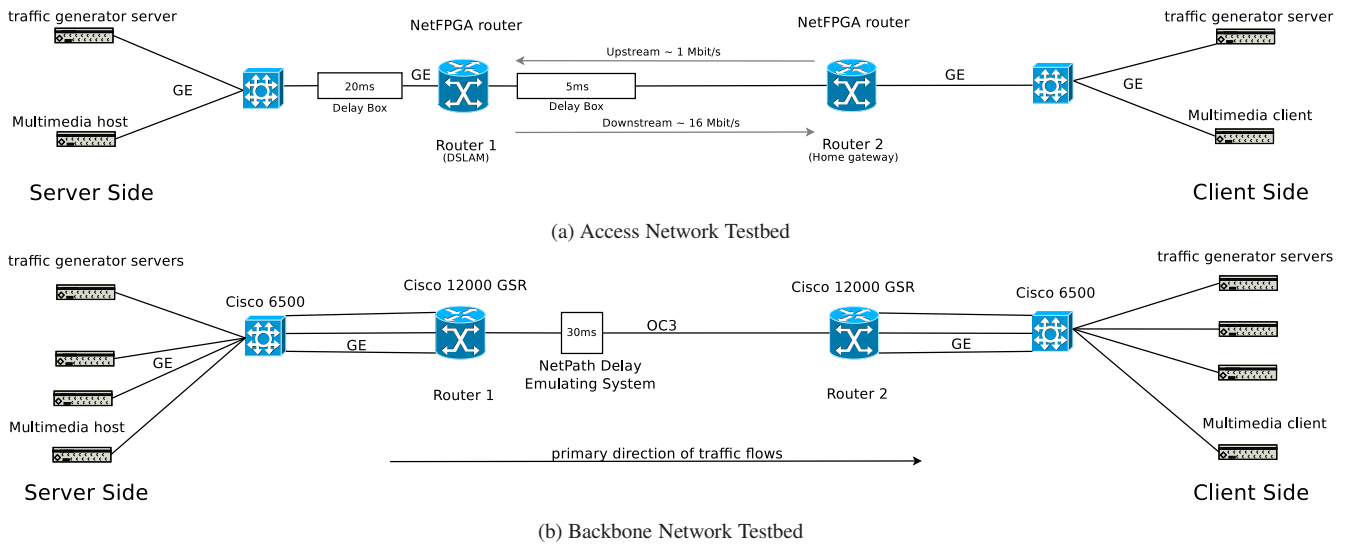 traffic generator server
NetFPGA router
NetFPGA router
traffic generator server
Upstream ~ 1 Mbit/s
GE
20ms
GE
5ms
GE
GE
Delay Box
Delay Box
Multimedia host
Downstream ~ 16 Mbit/s
Multimedia client
Router 1
(DSLAM)
Router 2
(Home gateway)
Server Side
Client Side
(a) Access Network Testbed
traffic generator servers
traffic generator servers
Cisco 6500
Cisco 12000 GSR
Cisco 12000 GSR
Cisco 6500
30ms
OC3
GE
GE
GE
NetPath Delay
Emulating System
Router 1
Router 2
Multimedia host
Multimedia client
primary direction of traffic flows
Server Side
Client Side
(b) Backbone Network Testbed